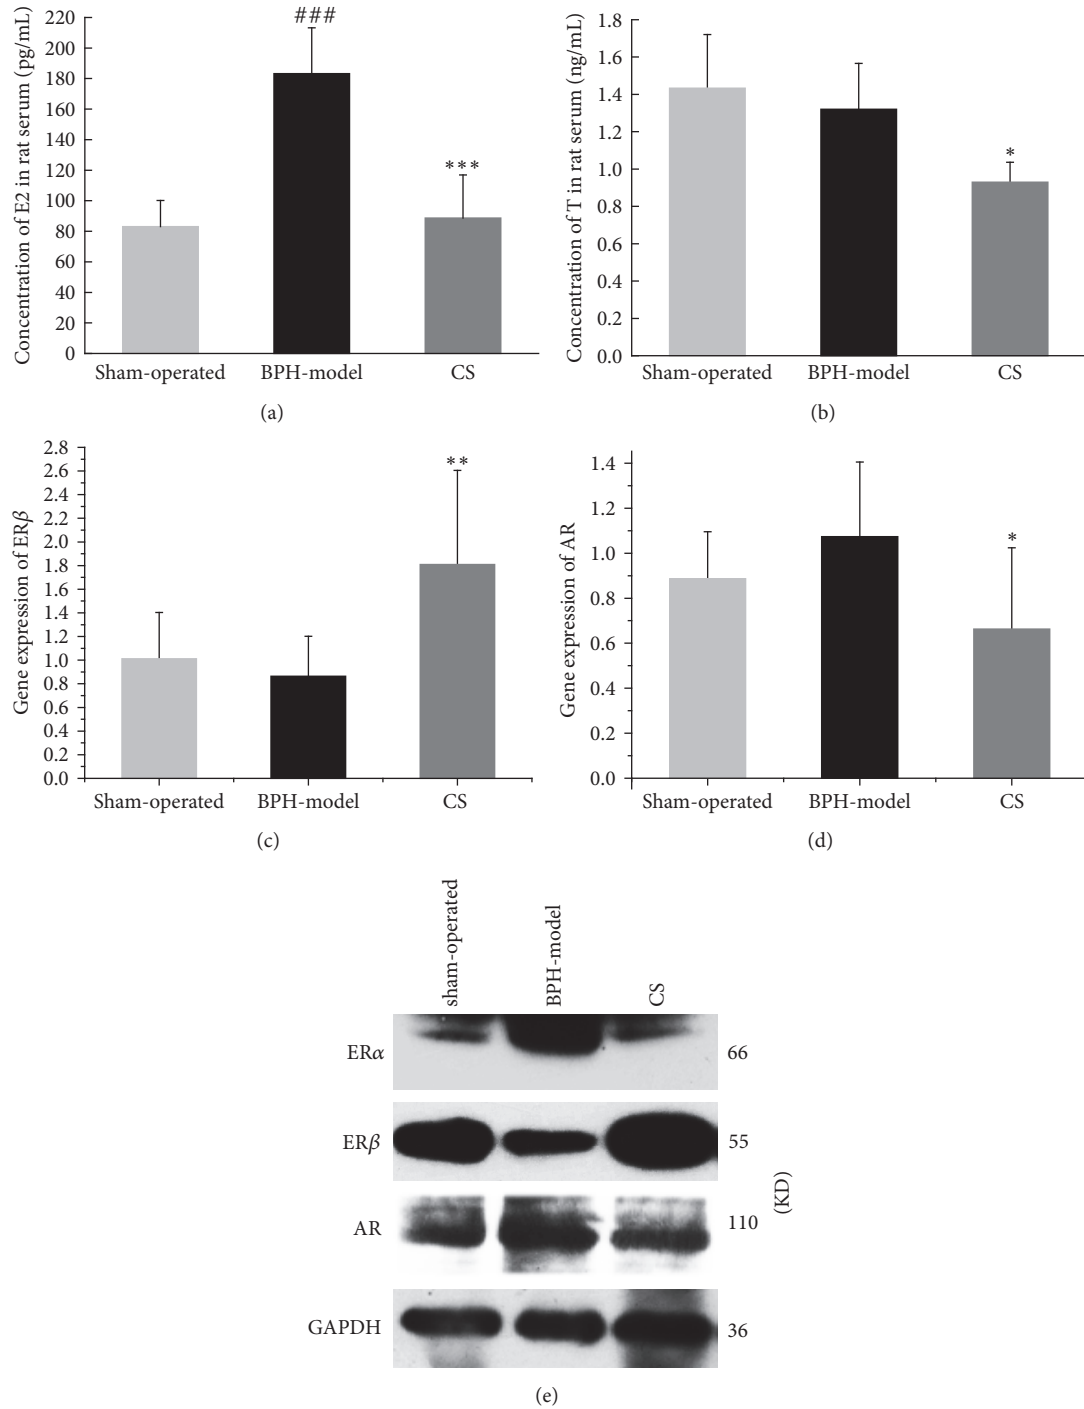 Concentration of E2 in rat serum (pg/mL)
220
200
180
160
140
120
100
80
60
40
20
0
###
***
Sham-operated BPH-model CS
(a)
Concentration of T in rat serum (ng/mL)
1.8
1.6
1.4
1.2
1.0
0.8
0.6
0.4
0.2
0.0
*
Sham-operated BPH-model CS
(b)
Gene expression of ERβ
2.8
2.6
2.4
2.2
2.0
1.8
1.6
1.4
1.2
1.0
0.8
0.6
0.4
0.2
0.0
**
Sham-operated BPH-model CS
(c)
Gene expression of AR
1.4
1.2
1.0
0.8
0.6
0.4
0.2
0.0
*
Sham-operated BPH-model CS
(d)
sham-operated
BPH-model
CS
ERα 66
ERβ 55
AR 110
GAPDH 36
(KD)
(e)